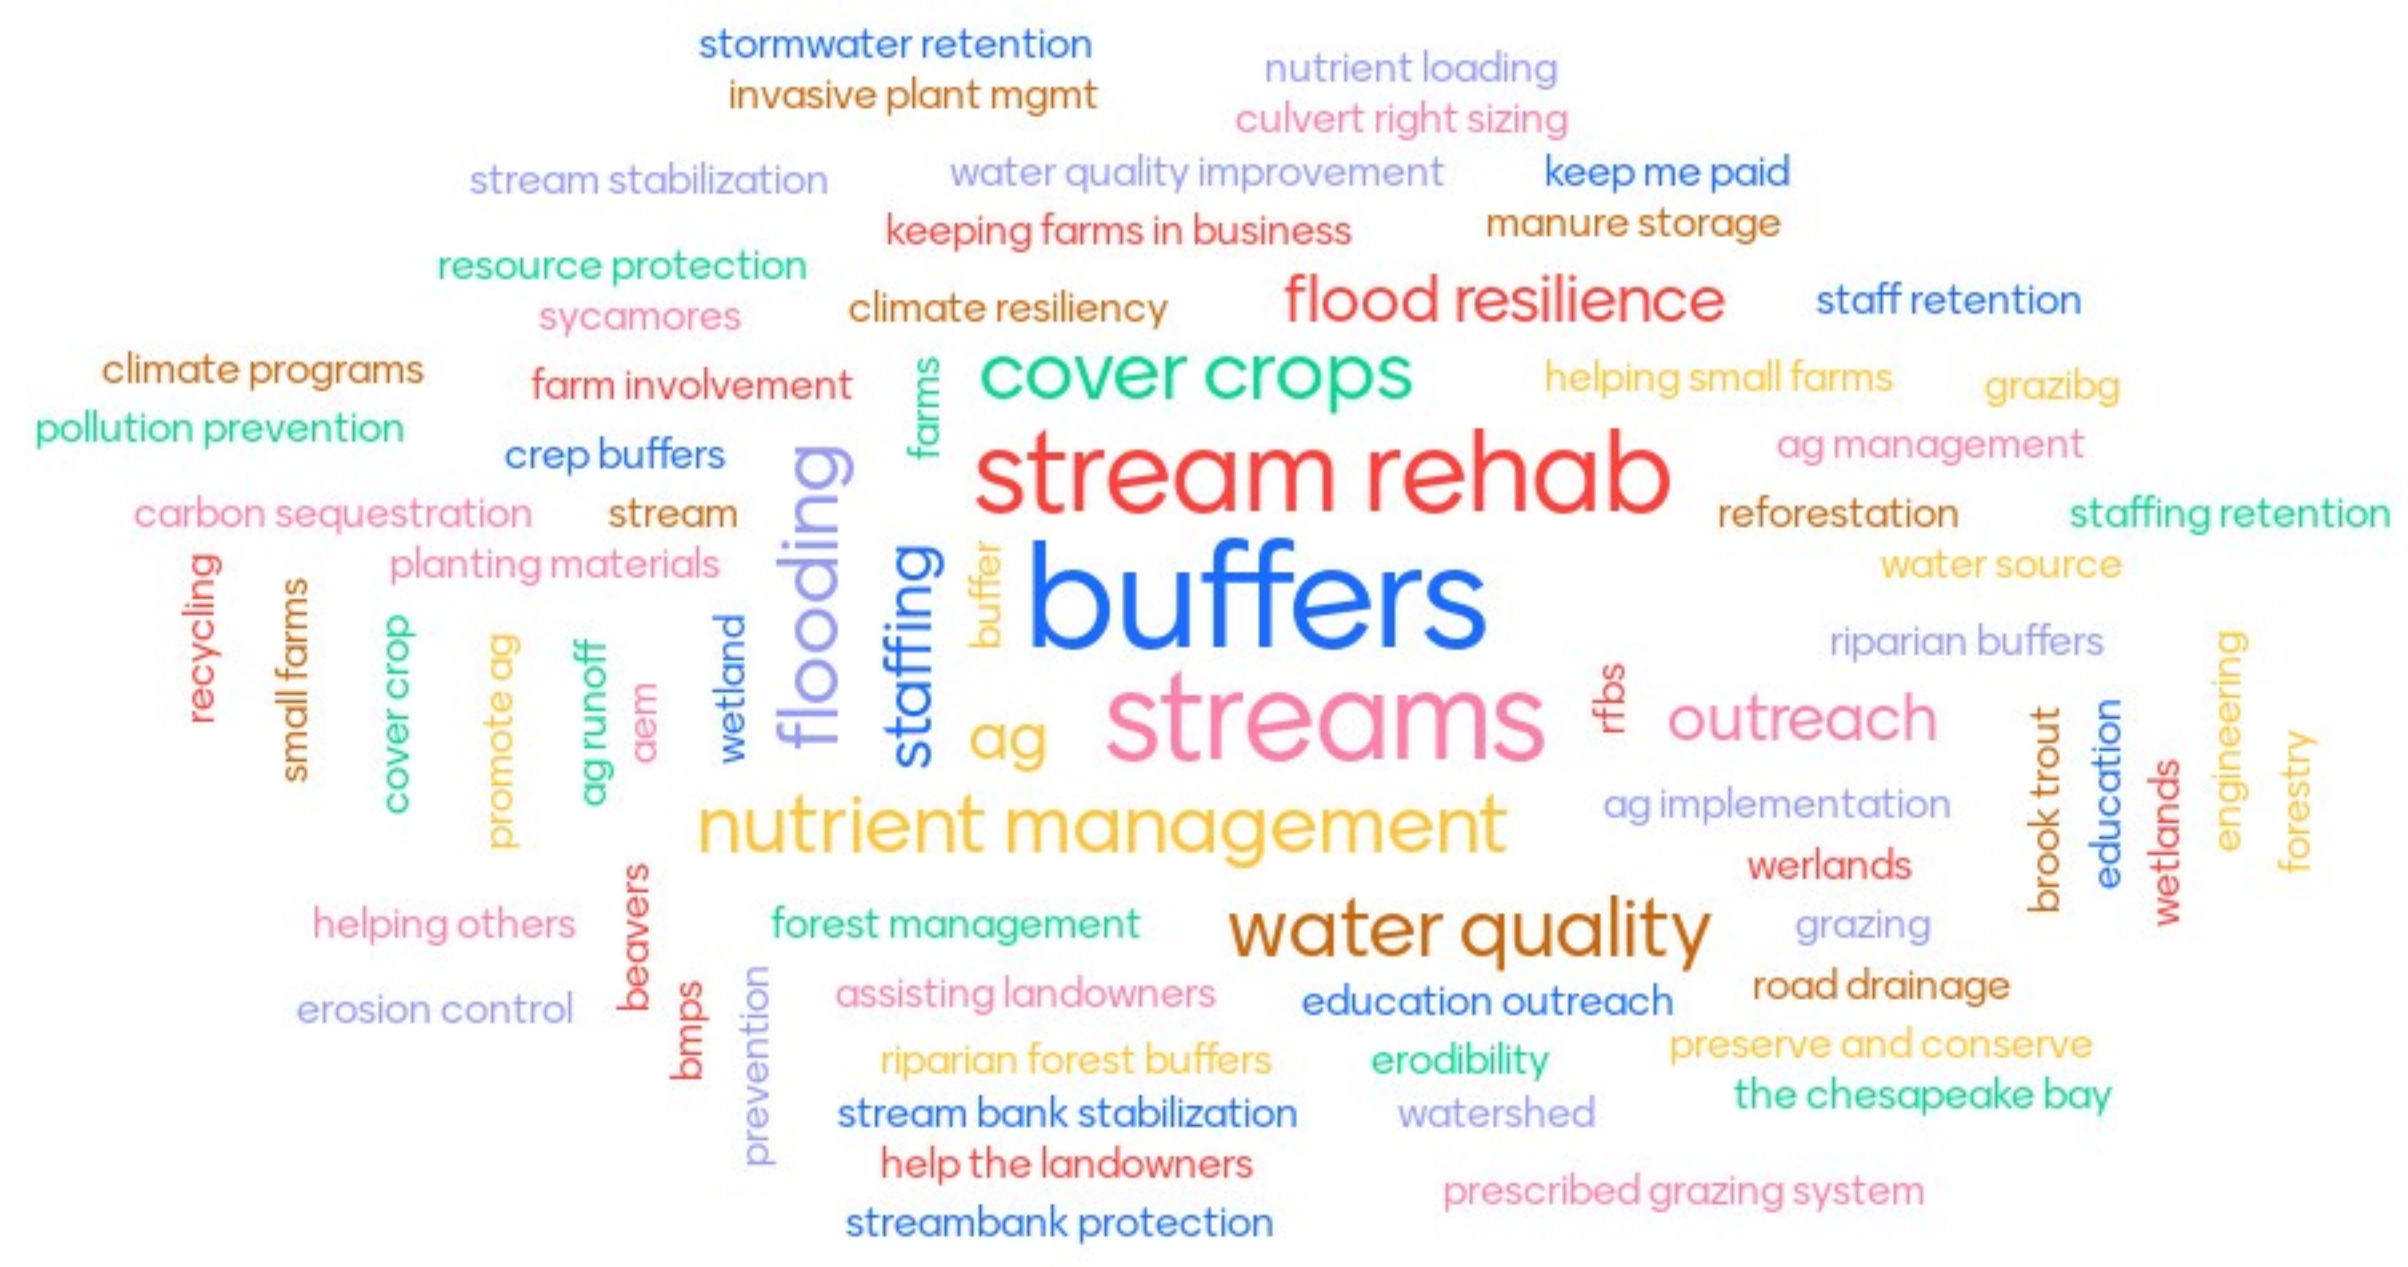 stormwater retention
nutrient loading
invasive plant mgmt
culvert right sizing
stream stabilization
water quality improvement
keep me paid
keeping farms in business
manure storage
resource protection
flood resilience
staff retention
sycamores
climate resiliency
climate programs
farm involvement
farms
cover crops
helping small farms
grazibg
pollution prevention
crep buffers
flooding
stream rehab
ag management
carbon sequestration
stream
reforestation
staffing retention
recycling
small farms
planting materials
staffing
buffer
buffers
water source
cover crop
promote ag
ag runoff
aem
wetland
ag
streams
rfbs
riparian buffers
outreach
brook trout
education
wetlands
engineering
forestry
nutrient management
ag implementation
werlands
helping others
beavers
forest management
water quality
grazing
erosion control
bmps
prevention
assisting landowners
education outreach
road drainage
riparian forest buffers
erodibility
preserve and conserve
stream bank stabilization
watershed
the chesapeake bay
help the landowners
prescribed grazing system
streambank protection